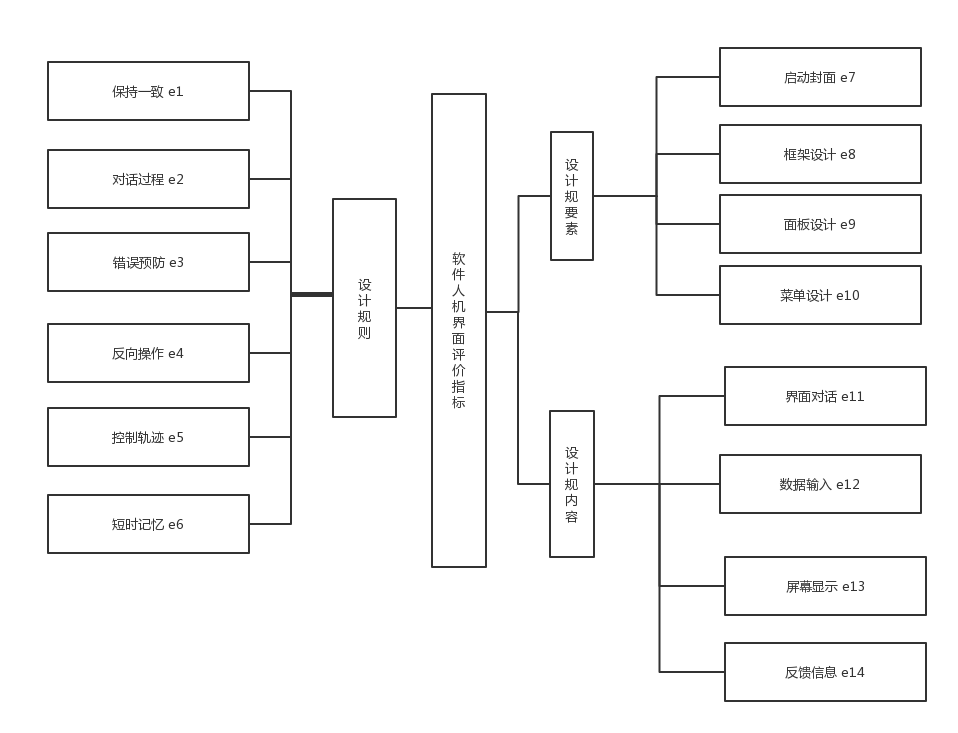 保持一致 e1
对话过程 e2
错误预防 e3
反向操作 e4
控制轨迹 e5
短时记忆 e6
设计规则
软件人机界面评价指标
设计规要素
设计规内容
启动封面 e7
框架设计 e8
面板设计 e9
菜单设计 e10
界面对话 e11
数据输入 e12
屏幕显示 e13
反馈信息 e14